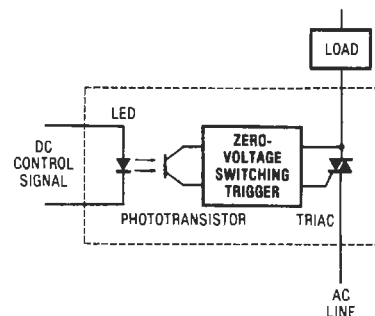 LOAD
LED
DC
CONTROL
SIGNAL
ZERO-
VOLTAGE
SWITCHING
TRIGGER
PHOTOTRANSISTOR
TRIAC
AC
LINE